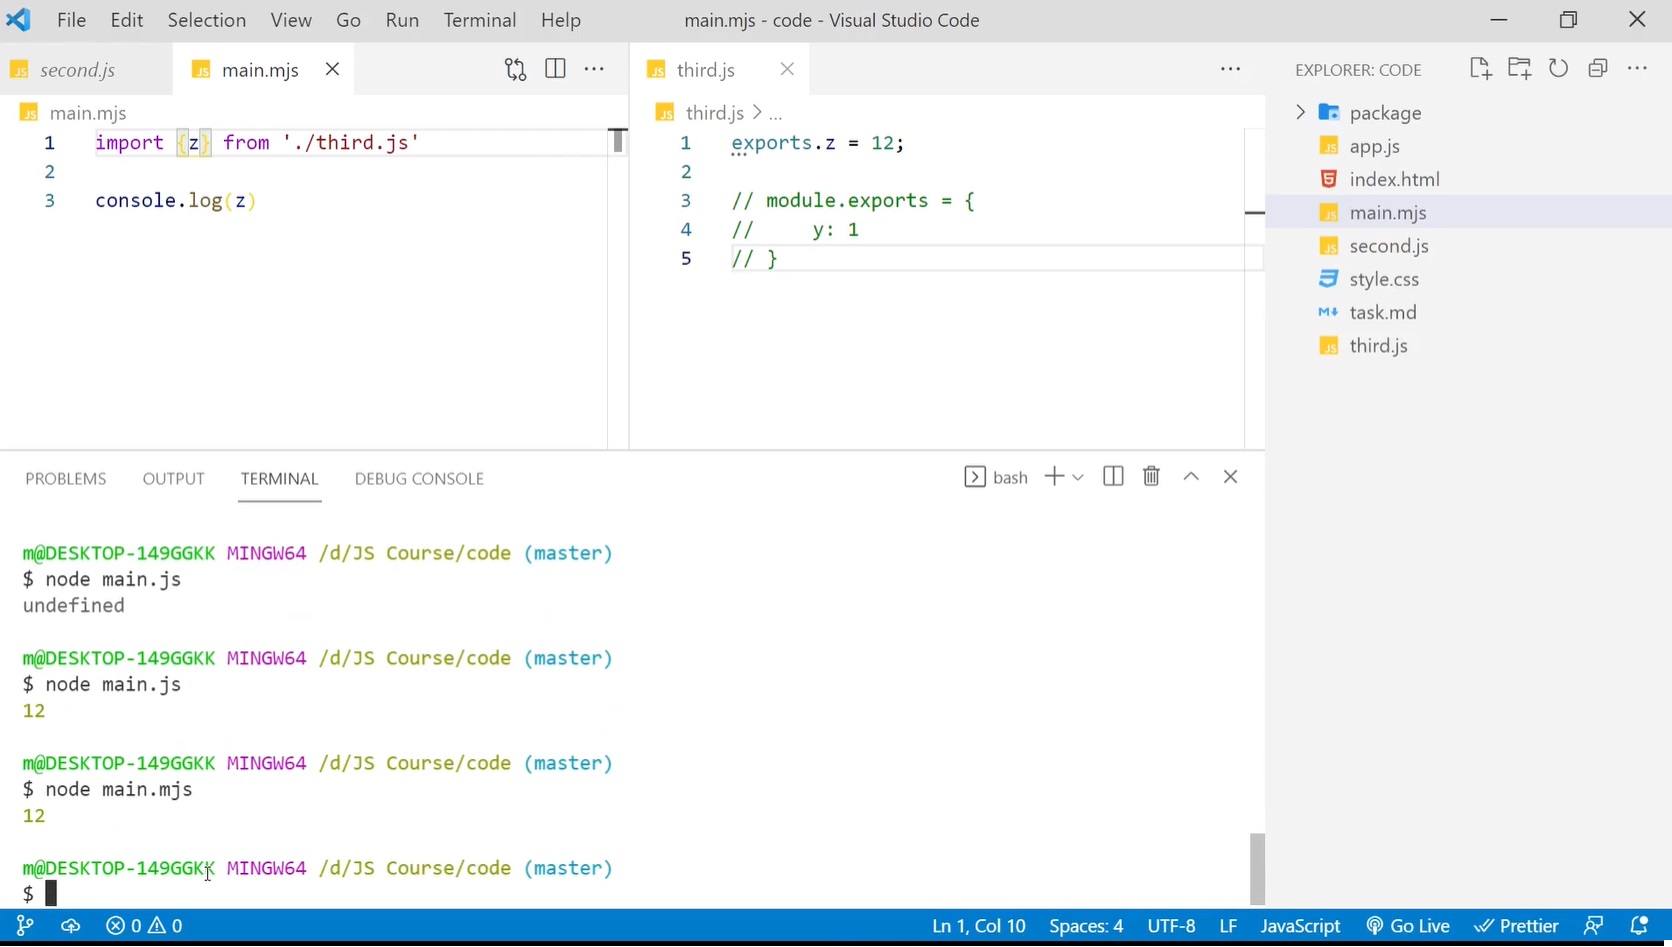 File Edit Selection View Go Run Terminal Help main.mjs - code - Visual Studio Code
second.js main.mjs
main.mjs
1 import {z} from './third.js'
2
3 console.log(z)
third.js
third.js > ...
1 exports.z = 12;
2
3 // module.exports = {
4 //     y: 1
5 // }
EXPLORER: CODE
package
app.js
index.html
main.mjs
second.js
style.css
task.md
third.js
PROBLEMS OUTPUT TERMINAL DEBUG CONSOLE bash
m@DESKTOP-149GGKK MINGW64 /d/JS Course/code (master)
$ node main.js
undefined
m@DESKTOP-149GGKK MINGW64 /d/JS Course/code (master)
$ node main.js
12
m@DESKTOP-149GGKK MINGW64 /d/JS Course/code (master)
$ node main.mjs
12
m@DESKTOP-149GGKK MINGW64 /d/JS Course/code (master)
$
0 0 Ln 1, Col 10 Spaces: 4 UTF-8 LF JavaScript Go Live Prettier